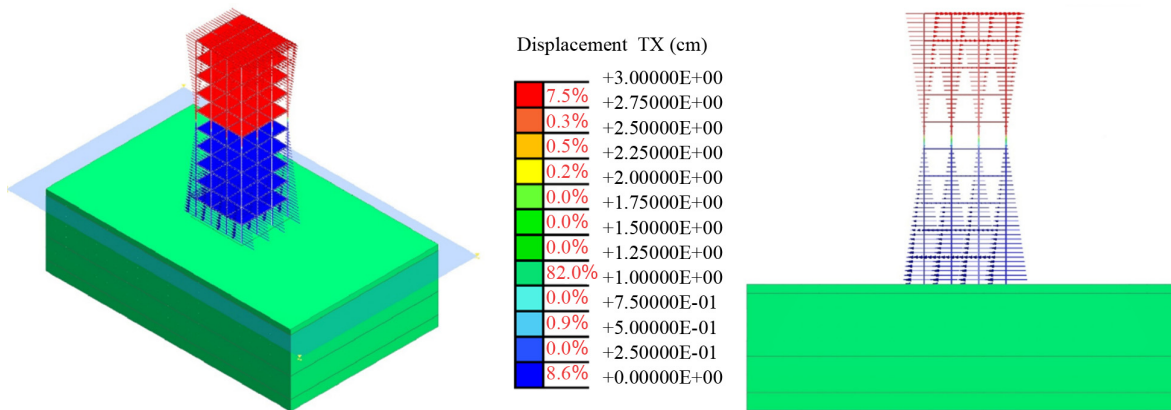 Displacement TX (cm)
+3.00000E+00
7.5%
+2.75000E+00
0.3%
+2.50000E+00
0.5%
+2.25000E+00
0.2%
+2.00000E+00
0.0%
+1.75000E+00
0.0%
+1.50000E+00
0.0%
+1.25000E+00
82.0%
+1.00000E+00
0.0%
+7.50000E-01
0.9%
+5.00000E-01
0.0%
+2.50000E-01
8.6%
+0.00000E+00